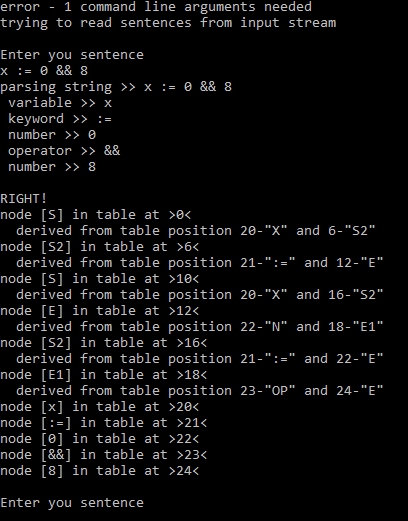 error - 1 command line arguments needed
trying to read sentences from input stream
Enter you sentence
x := 0 && 8
parsing string >> x := 0 && 8
variable >> x
keyword >> :=
number >> 0
operator >> &&
number >> 8
RIGHT!
node [S] in table at >0<
derived from table position 20-"X" and 6-"S2"
node [S2] in table at >6<
derived from table position 21-":=" and 12-"E"
node [S] in table at >10<
derived from table position 20-"X" and 16-"S2"
node [E] in table at >12<
derived from table position 22-"N" and 18-"E1"
node [S2] in table at >16<
derived from table position 21-":=" and 22-"E"
node [E1] in table at >18<
derived from table position 23-"OP" and 24-"E"
node [x] in table at >20<
node [:=] in table at >21<
node [0] in table at >22<
node [&&] in table at >23<
node [8] in table at >24<
Enter you sentence